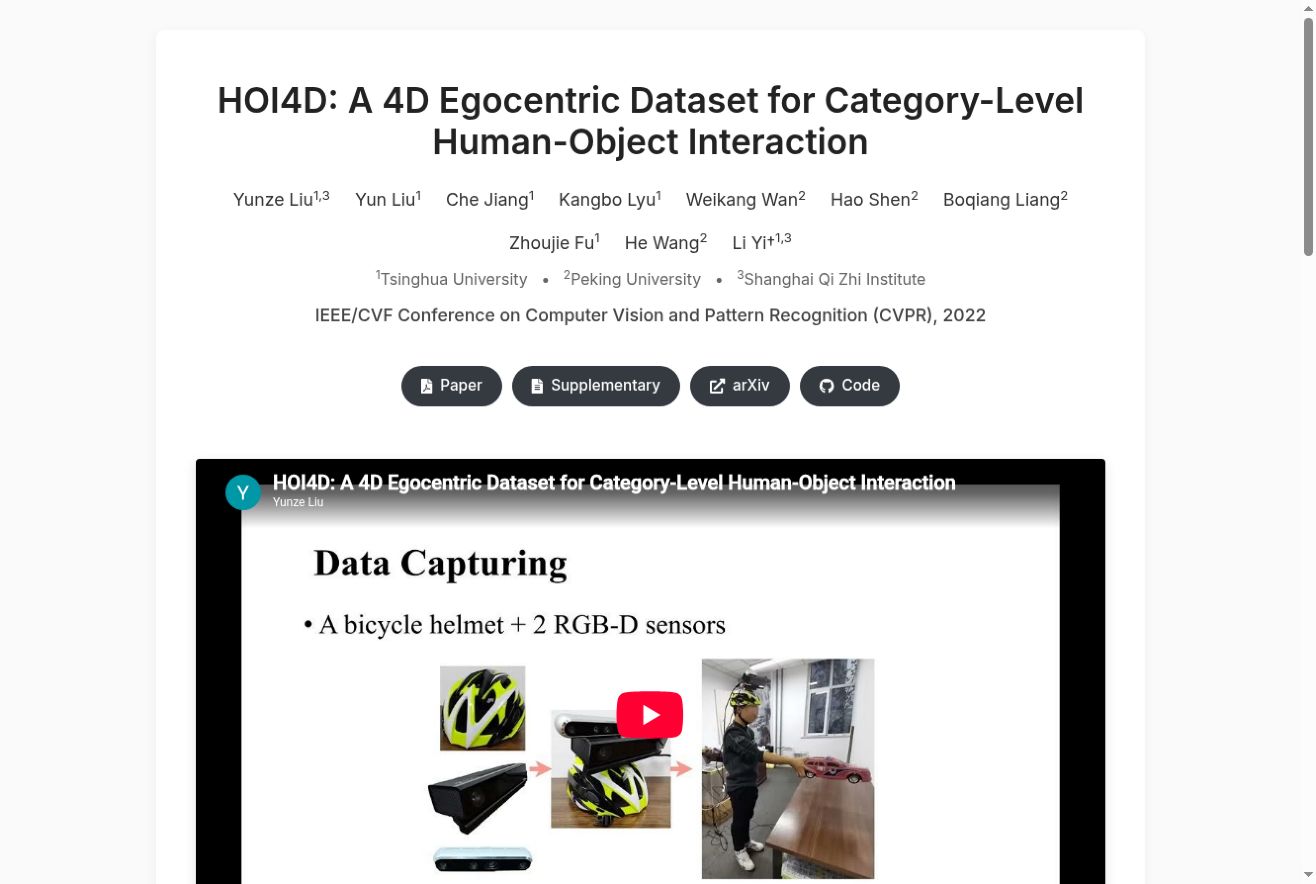 HOI4D: A 4D Egocentric Dataset for Category-Level
Human-Object Interaction
Yunze Liu1,3 Yun Liu1 Che Jiang1 Kangbo Lyu1 Weikang Wan2 Hao Shen2 Boqiang Liang2
Zhoujie Fu1 He Wang2 Li Yi†1,3
1Tsinghua University • 2Peking University • 3Shanghai Qi Zhi Institute
IEEE/CVF Conference on Computer Vision and Pattern Recognition (CVPR), 2022
Paper Supplementary arXiv Code
Y HOI4D: A 4D Egocentric Dataset for Category-Level Human-Object Interaction
Yunze Liu
Data Capturing
• A bicycle helmet + 2 RGB-D sensors